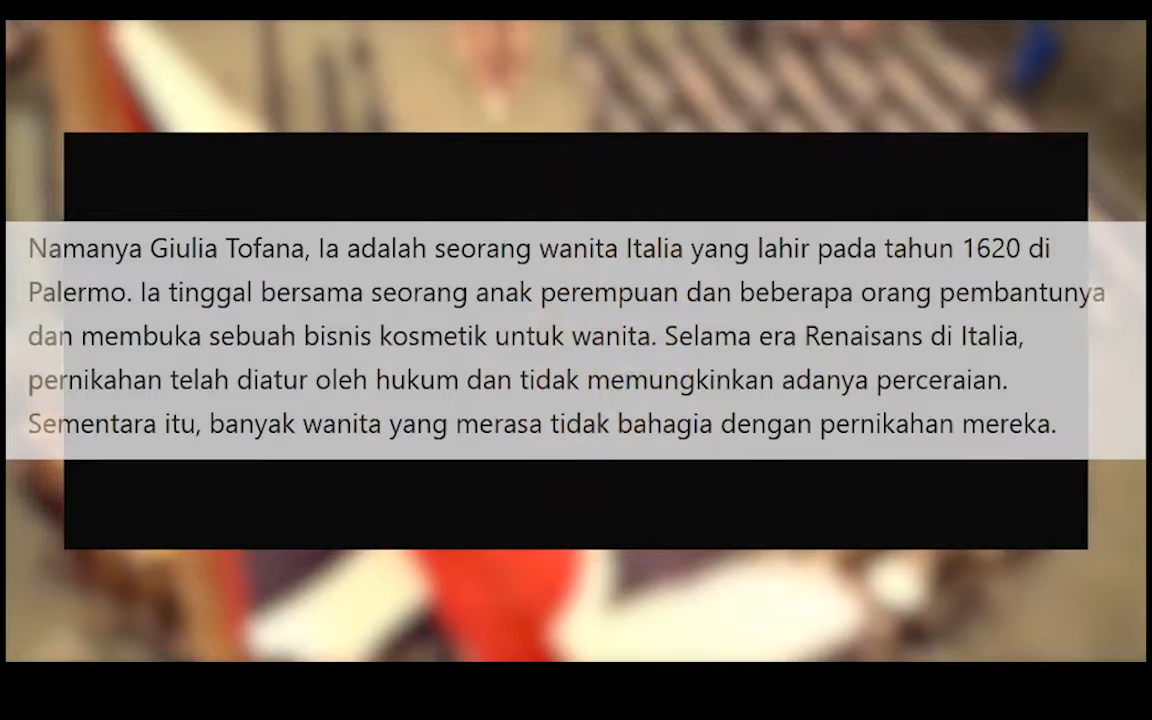 Namanya Giulia Tofana, Ia adalah seorang wanita Italia yang lahir pada tahun 1620 di
Palermo. Ia tinggal bersama seorang anak perempuan dan beberapa orang pembantunya
dan membuka sebuah bisnis kosmetik untuk wanita. Selama era Renaisans di Italia,
pernikahan telah diatur oleh hukum dan tidak memungkinkan adanya perceraian.
Sementara itu, banyak wanita yang merasa tidak bahagia dengan pernikahan mereka.